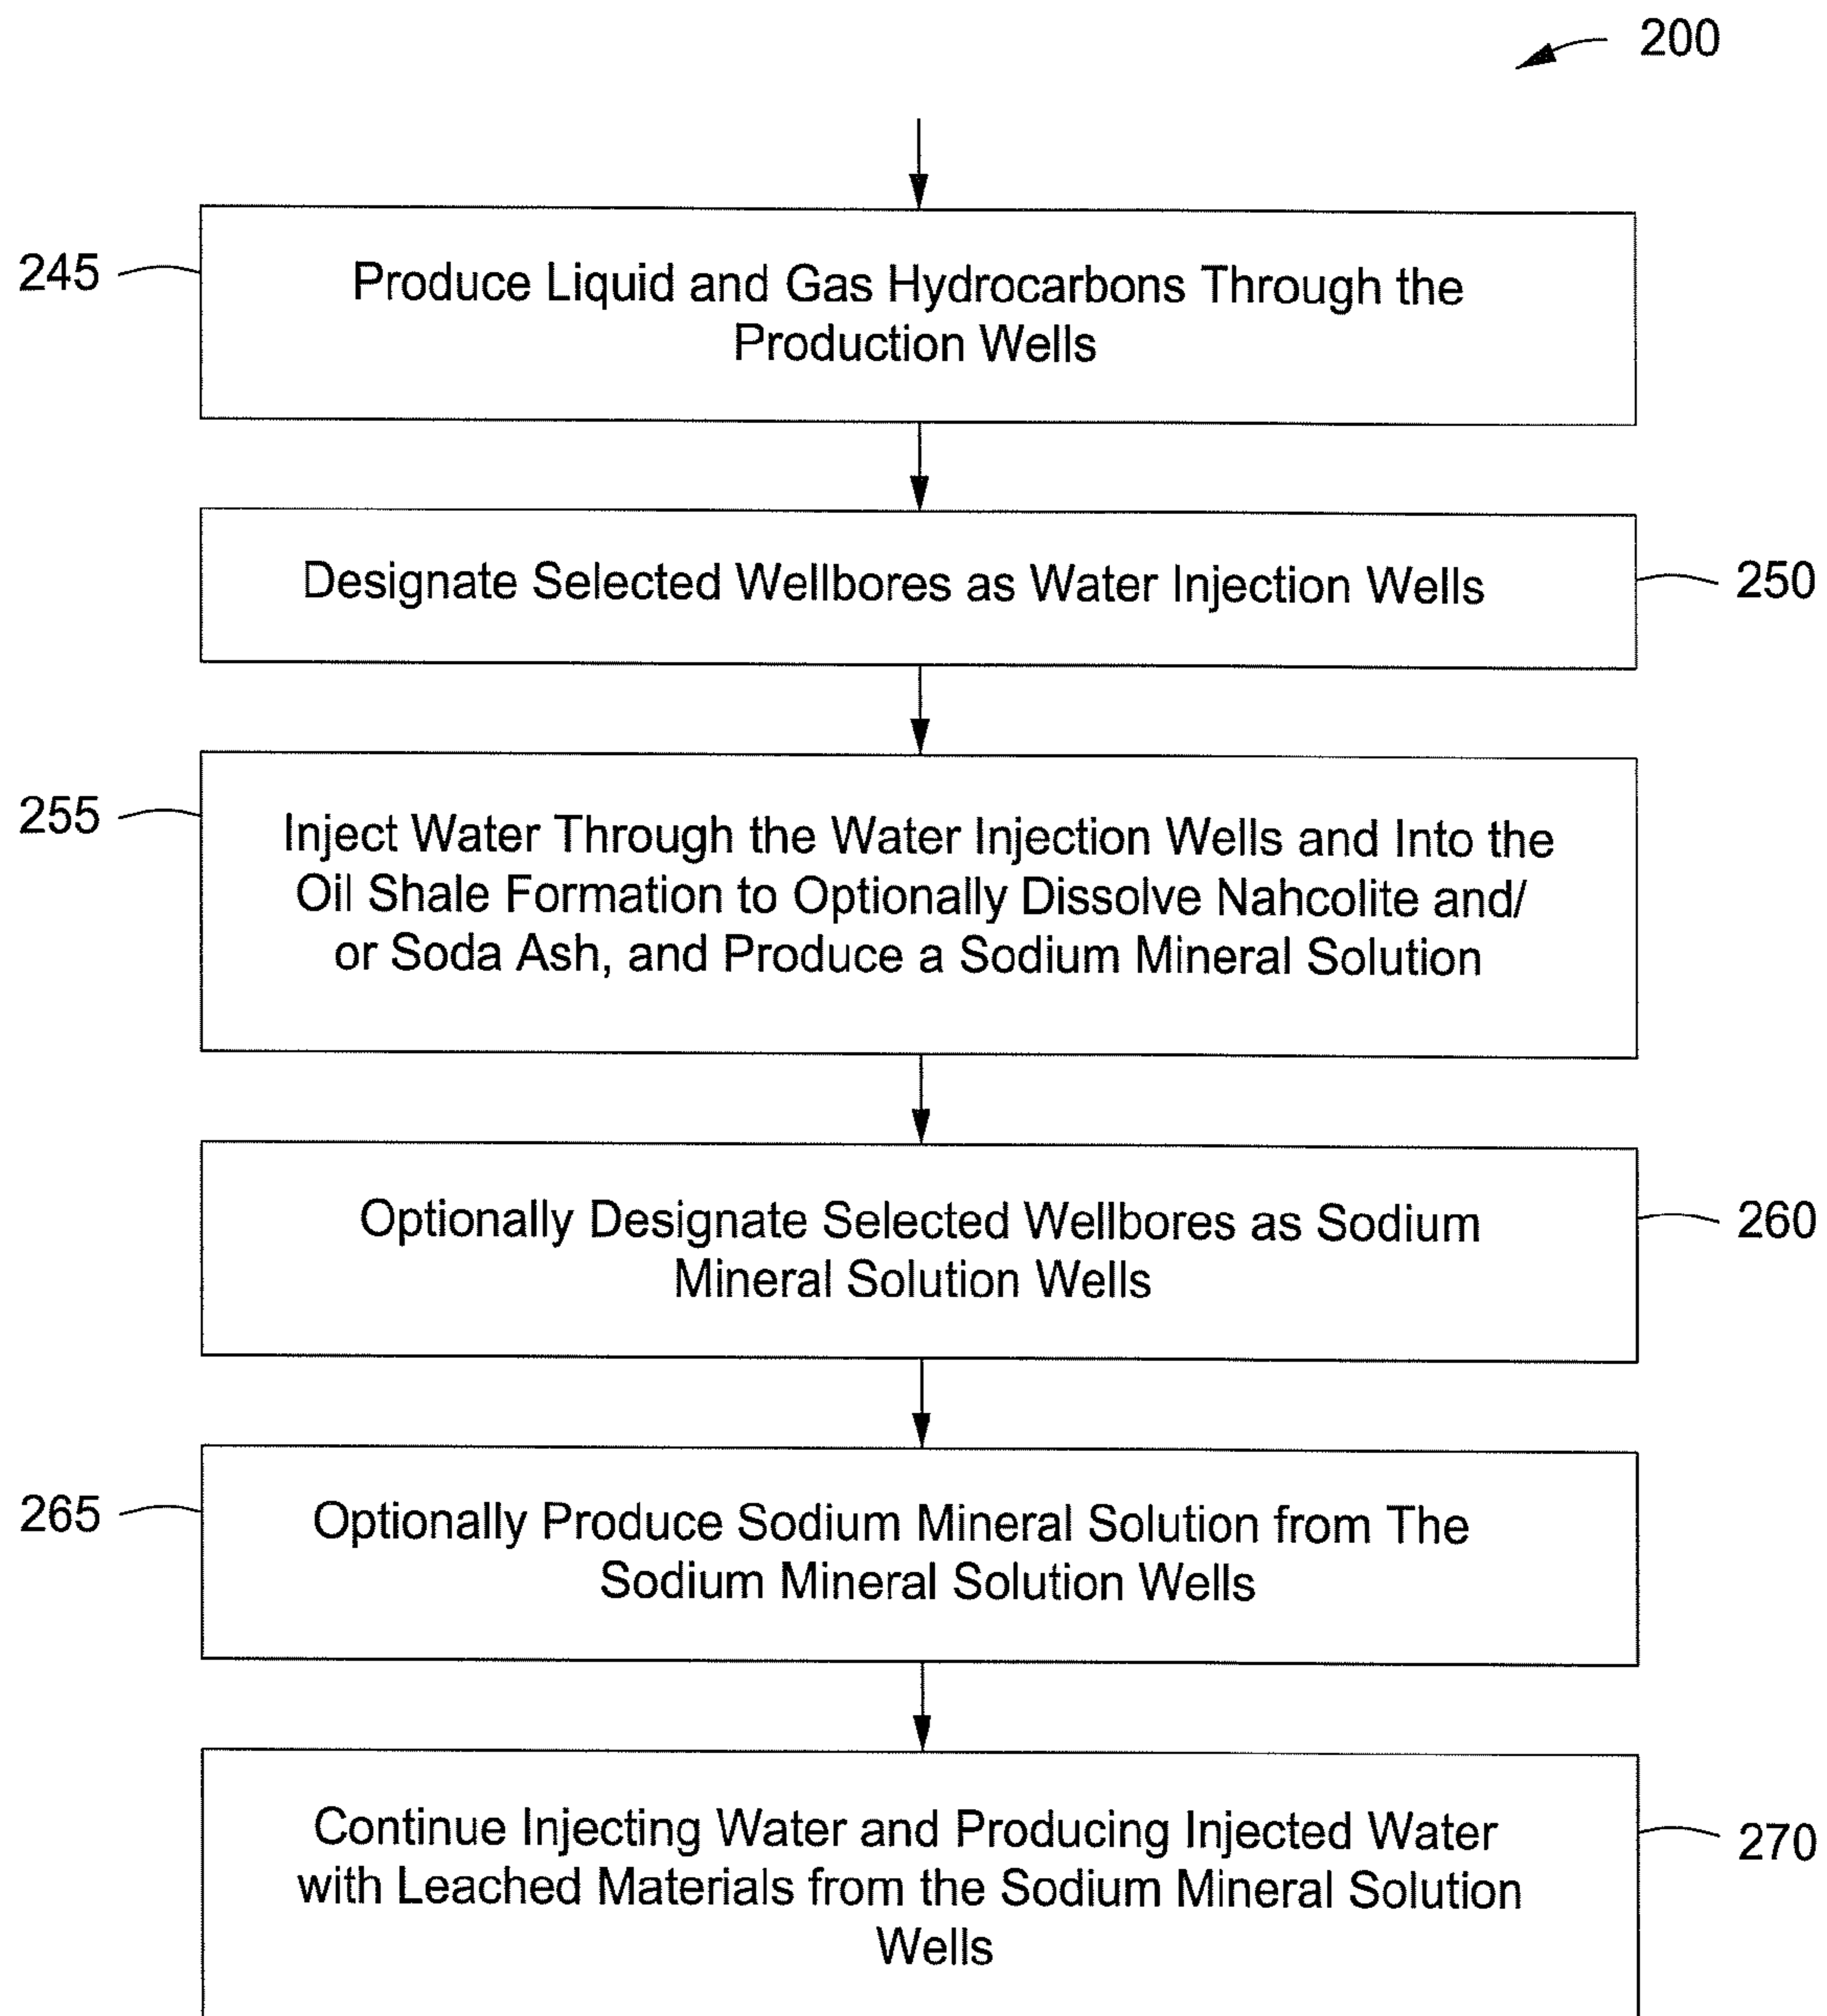 200
245
Produce Liquid and Gas Hydrocarbons Through the
Production Wells
Designate Selected Wellbores as Water Injection Wells
250
255
Inject Water Through the Water Injection Wells and Into the
Oil Shale Formation to Optionally Dissolve Nahcolite and/
or Soda Ash, and Produce a Sodium Mineral Solution
Optionally Designate Selected Wellbores as Sodium
Mineral Solution Wells
260
265
Optionally Produce Sodium Mineral Solution from The
Sodium Mineral Solution Wells
Continue Injecting Water and Producing Injected Water
with Leached Materials from the Sodium Mineral Solution
Wells
270